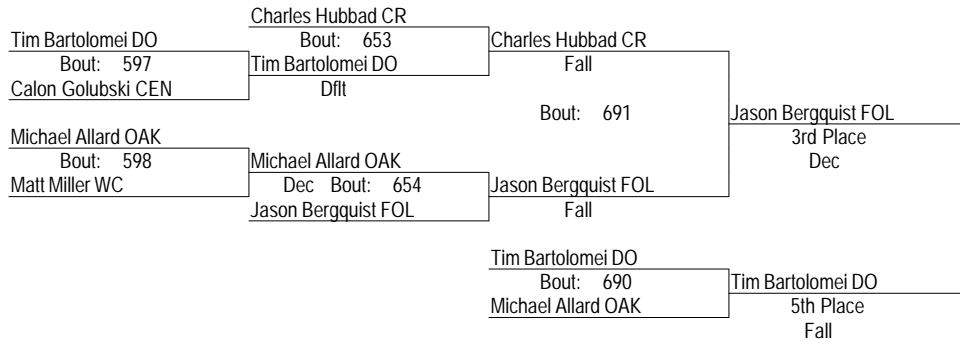 Charles Hubbad CR
Tim Bartolomei DO
Bout: 653
Charles Hubbad CR
Bout: 597
Tim Bartolomei DO
Fall
Calon Golubski CEN
Dflt
Bout: 691
Jason Bergquist FOL
Michael Allard OAK
3rd Place
Bout: 598
Michael Allard OAK
Dec
Matt Miller WC
Dec Bout: 654
Jason Bergquist FOL
Jason Bergquist FOL
Fall
Tim Bartolomei DO
Bout: 690
Tim Bartolomei DO
Michael Allard OAK
5th Place
Fall